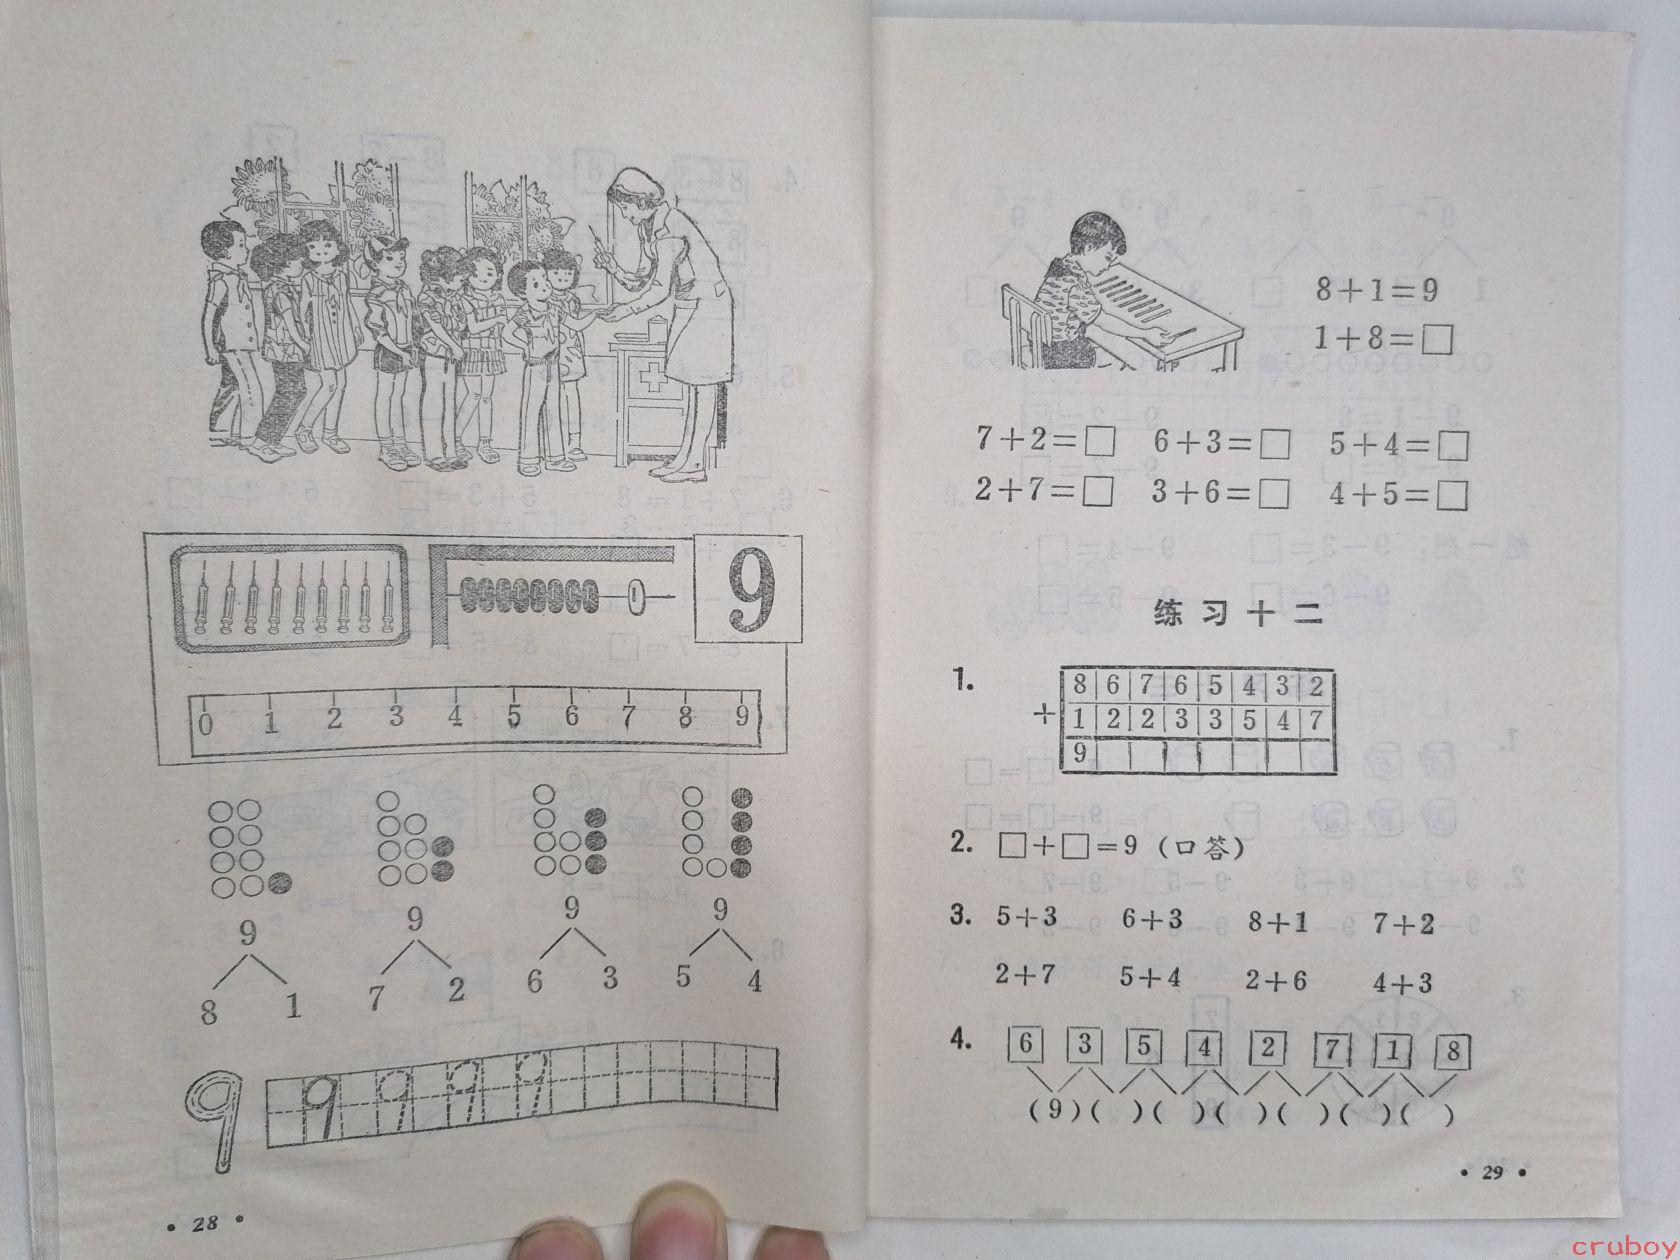 9
0 1 2 3 4 5 6 7 8 9
9 9 9 9
8 1 7 2 6 3 5 4
9 9 9 9 9
• 28 •
8+1=9
1+8=□
7+2=□ 6+3=□ 5+4=□
2+7=□ 3+6=□ 4+5=□
练习十二
1.
8 6 7 6 5 4 3 2
+ 1 2 2 3 3 5 4 7
9
2. □+□=9 (口答)
3. 5+3 6+3 8+1 7+2
2+7 5+4 2+6 4+3
4. 6 3 5 4 2 7 1 8
(9)( )( )( )( )( )( )
• 29 •
cruboy